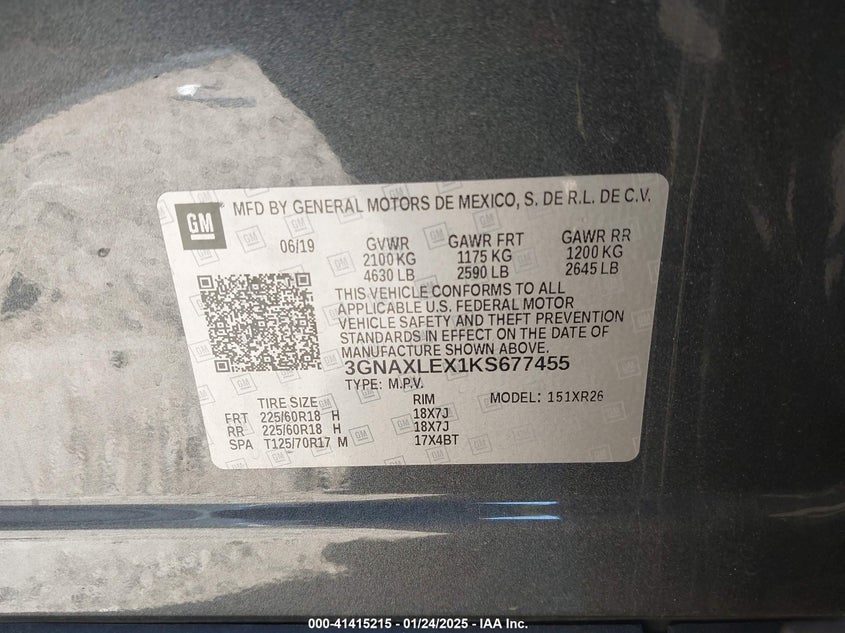 GM MFD BY GENERAL MOTORS DE MEXICO, S. DE R.L. DE C.V.
06/19 GVWR GAWR FRT GAWR RR
2100 KG 1175 KG 1200 KG
4630 LB 2590 LB 2645 LB
THIS VEHICLE CONFORMS TO ALL
APPLICABLE U.S. FEDERAL MOTOR
VEHICLE SAFETY AND THEFT PREVENTION
STANDARDS IN EFFECT ON THE DATE OF
MANUFACTURE SHOWN ABOVE.
3GNAXLEX1KS677455
TYPE: M.P.V.
TIRE SIZE RIM MODEL: 151XR26
FRT 225/60R18 H 18X7J
RR 225/60R18 H 18X7J
SPA T125/70R17 M 17X4BT
000-41415215 - 01/24/2025 - IAA Inc.